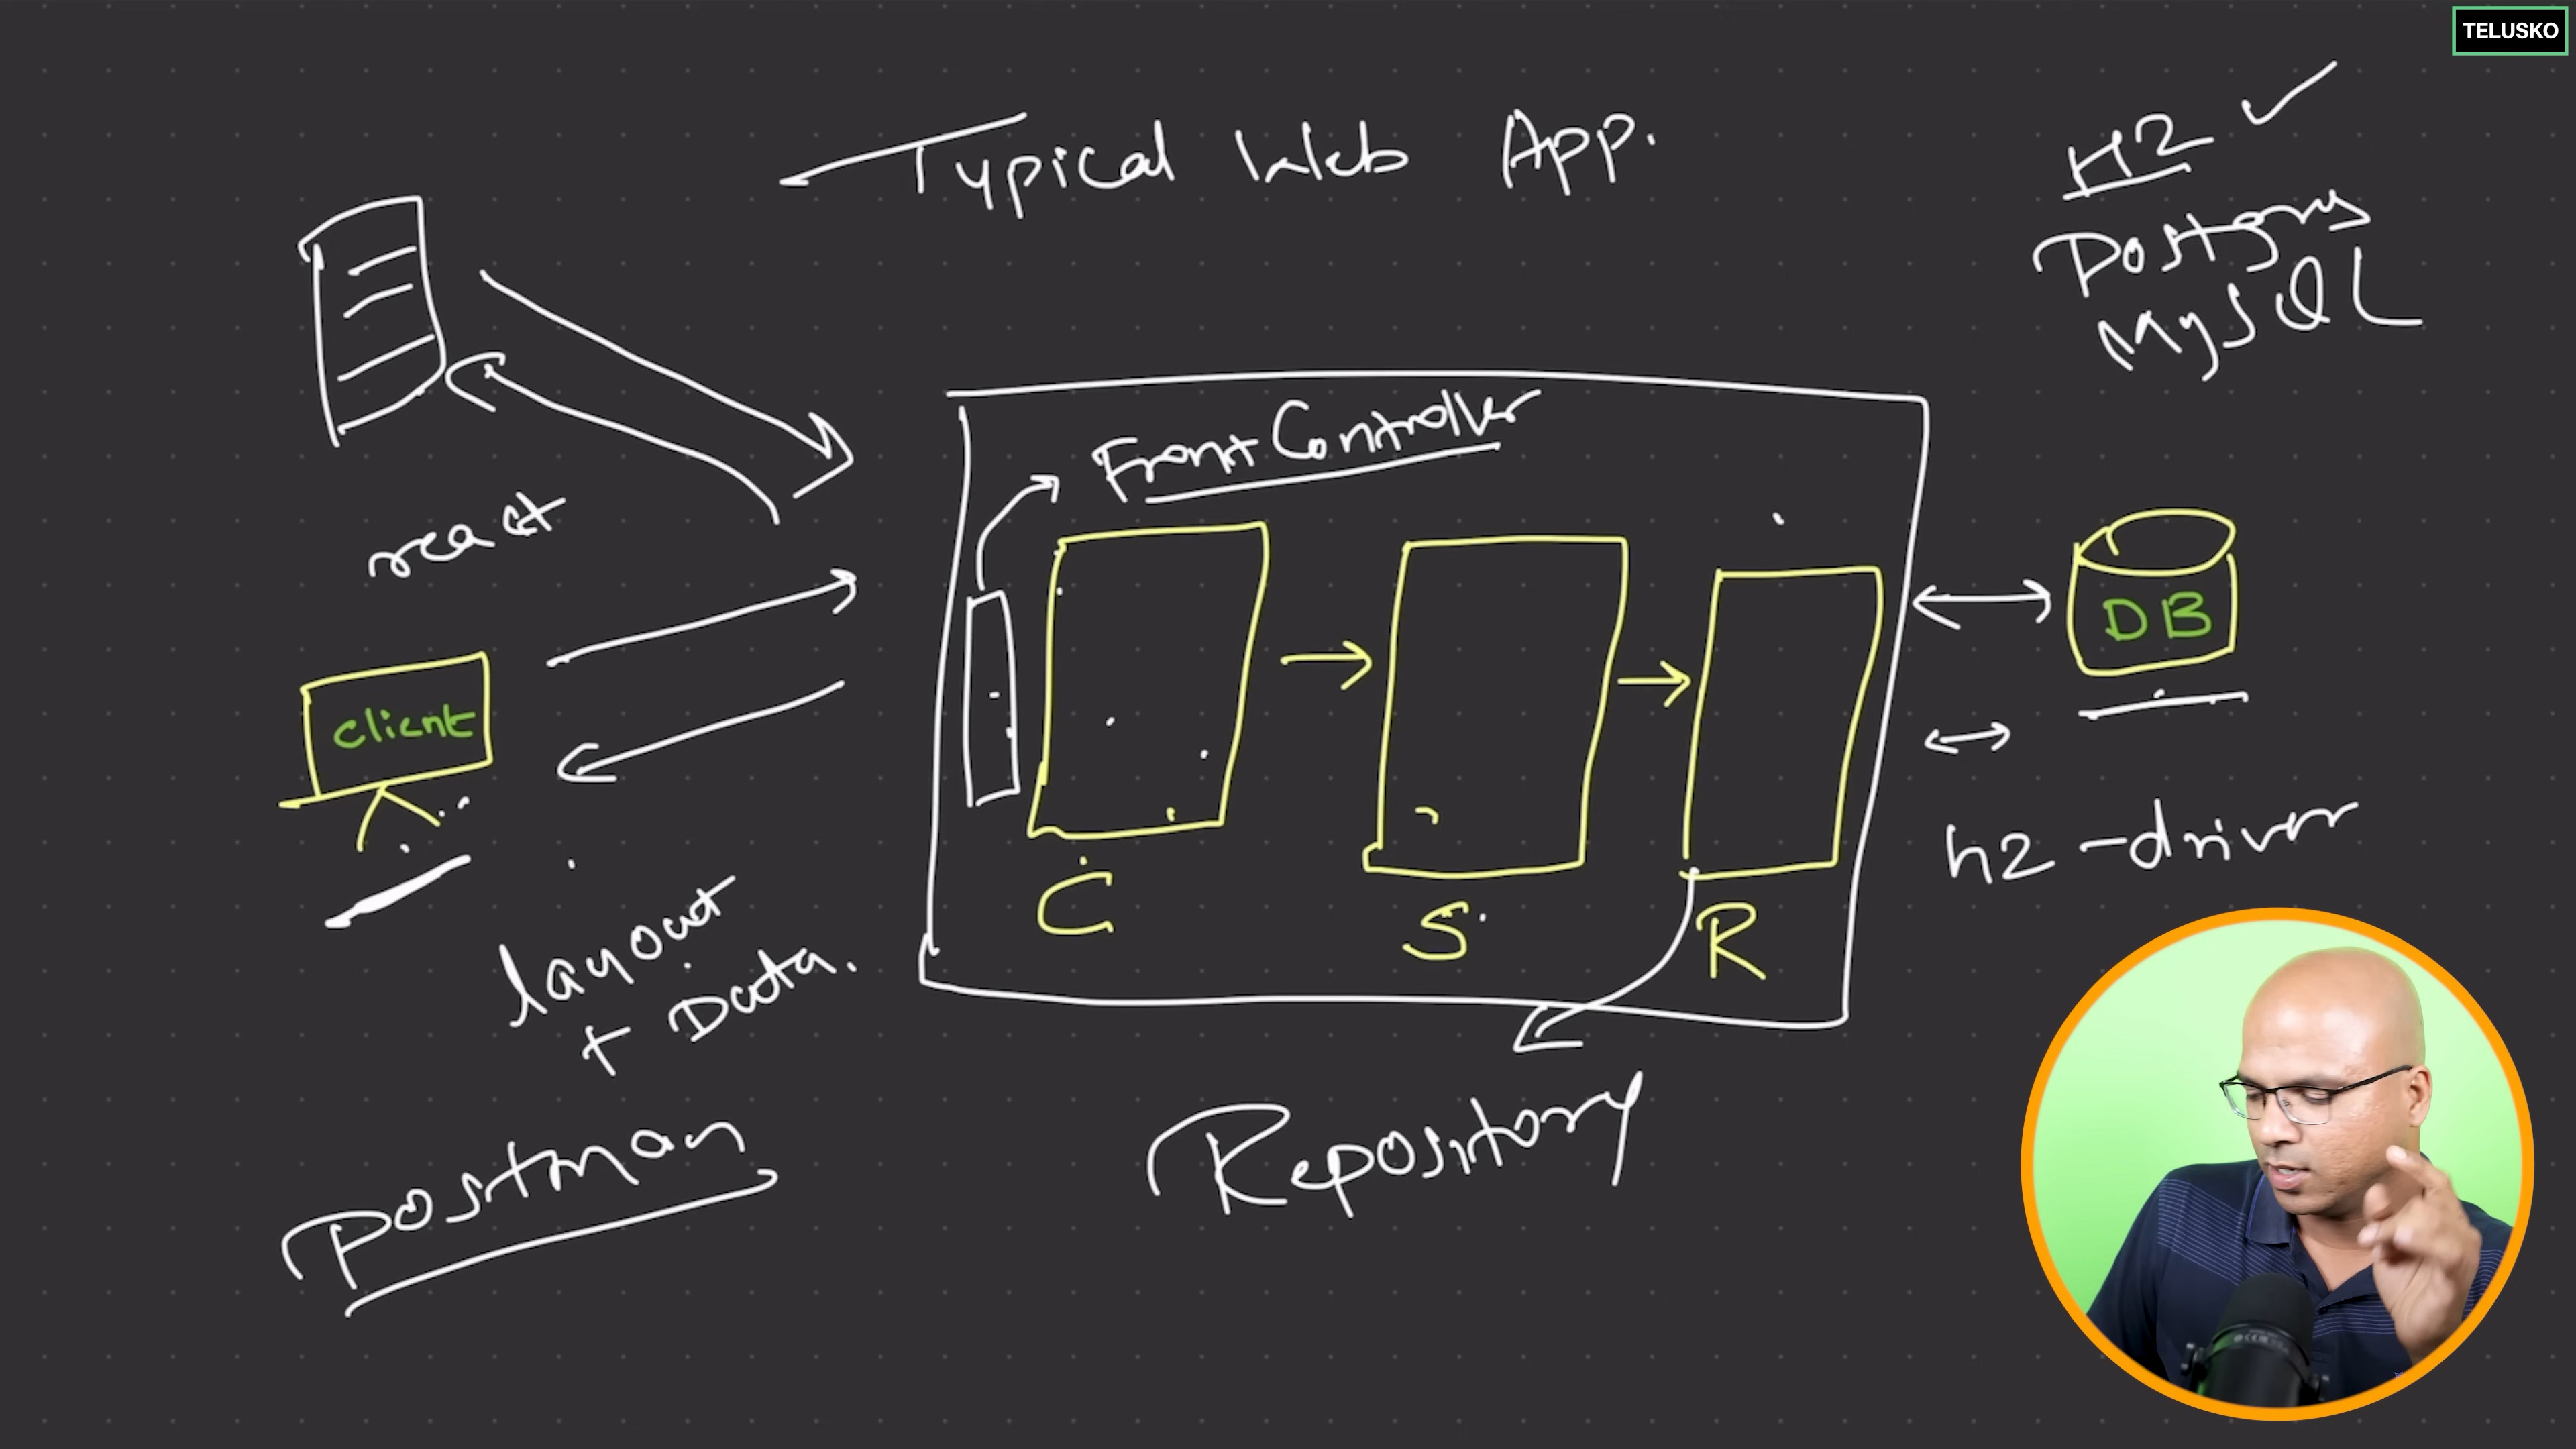 TELUSKO
Typical Web App.
H2
Postgres
MySQL
Front Controller
react
client
DB
h2-driver
C
S
R
layout
+ Data.
Repository
Postman